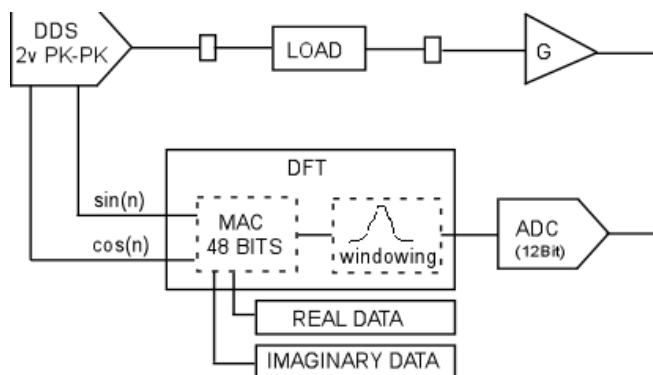 DDS
2v PK-PK
LOAD
G
DFT
sin(n)
cos(n)
MAC
48 BITS
windowing
ADC
(12Bit)
REAL DATA
IMAGINARY DATA